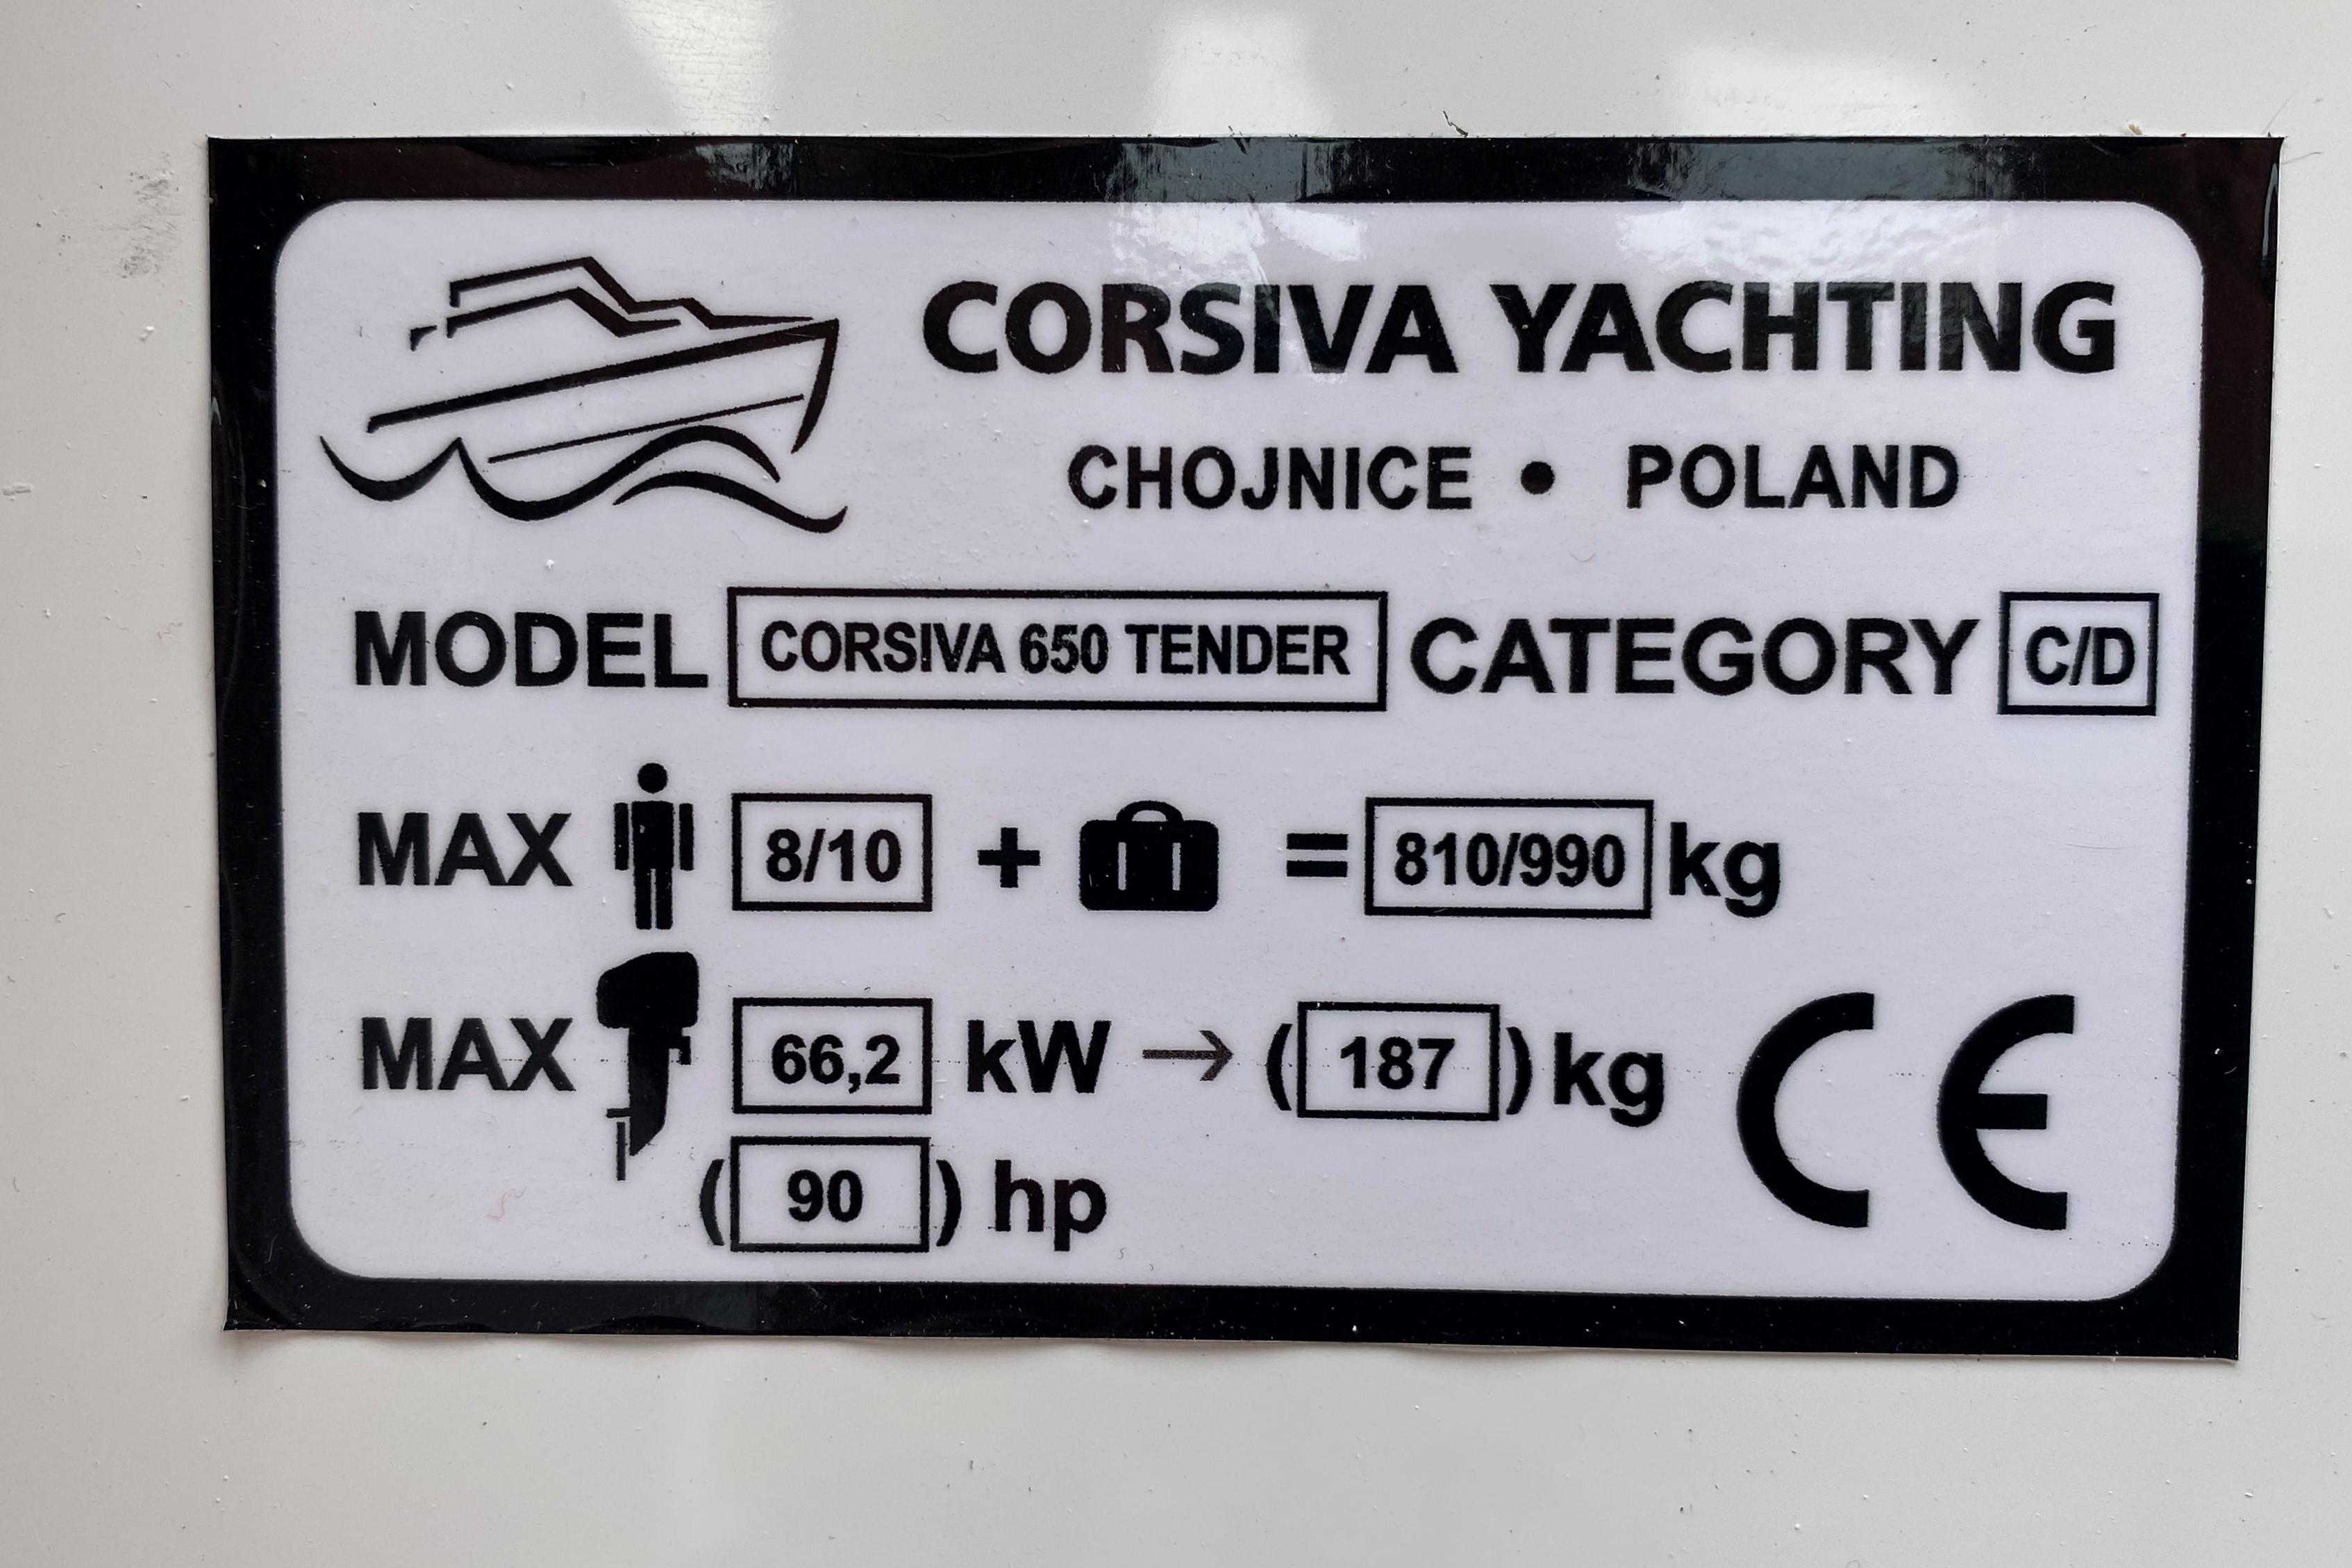 CORSIVA YACHTING
CHOJNICE • POLAND
MODEL CORSIVA 650 TENDER CATEGORY C/D
MAX 8/10 + = 810/990 kg
MAX 66,2 kW → (187) kg CE
(90) hp